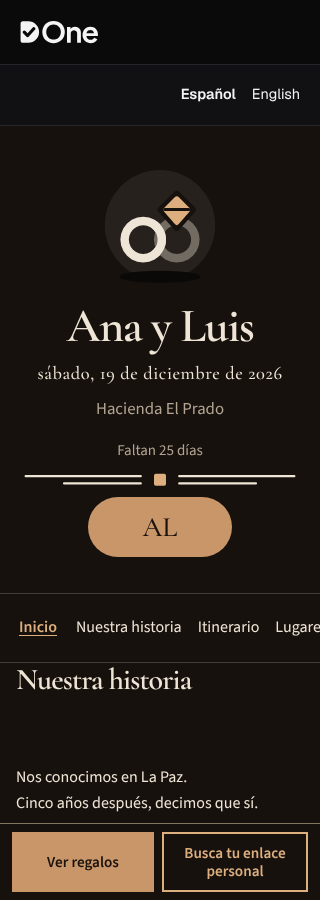 DOne
Español English
Ana y Luis
sábado, 19 de diciembre de 2026
Hacienda El Prado
Faltan 25 días
AL
Inicio Nuestra historia Itinerario Lugare
Nuestra historia
Nos conocimos en La Paz.
Cinco años después, decimos que sí.
Ver regalos
Busca tu enlace
personal